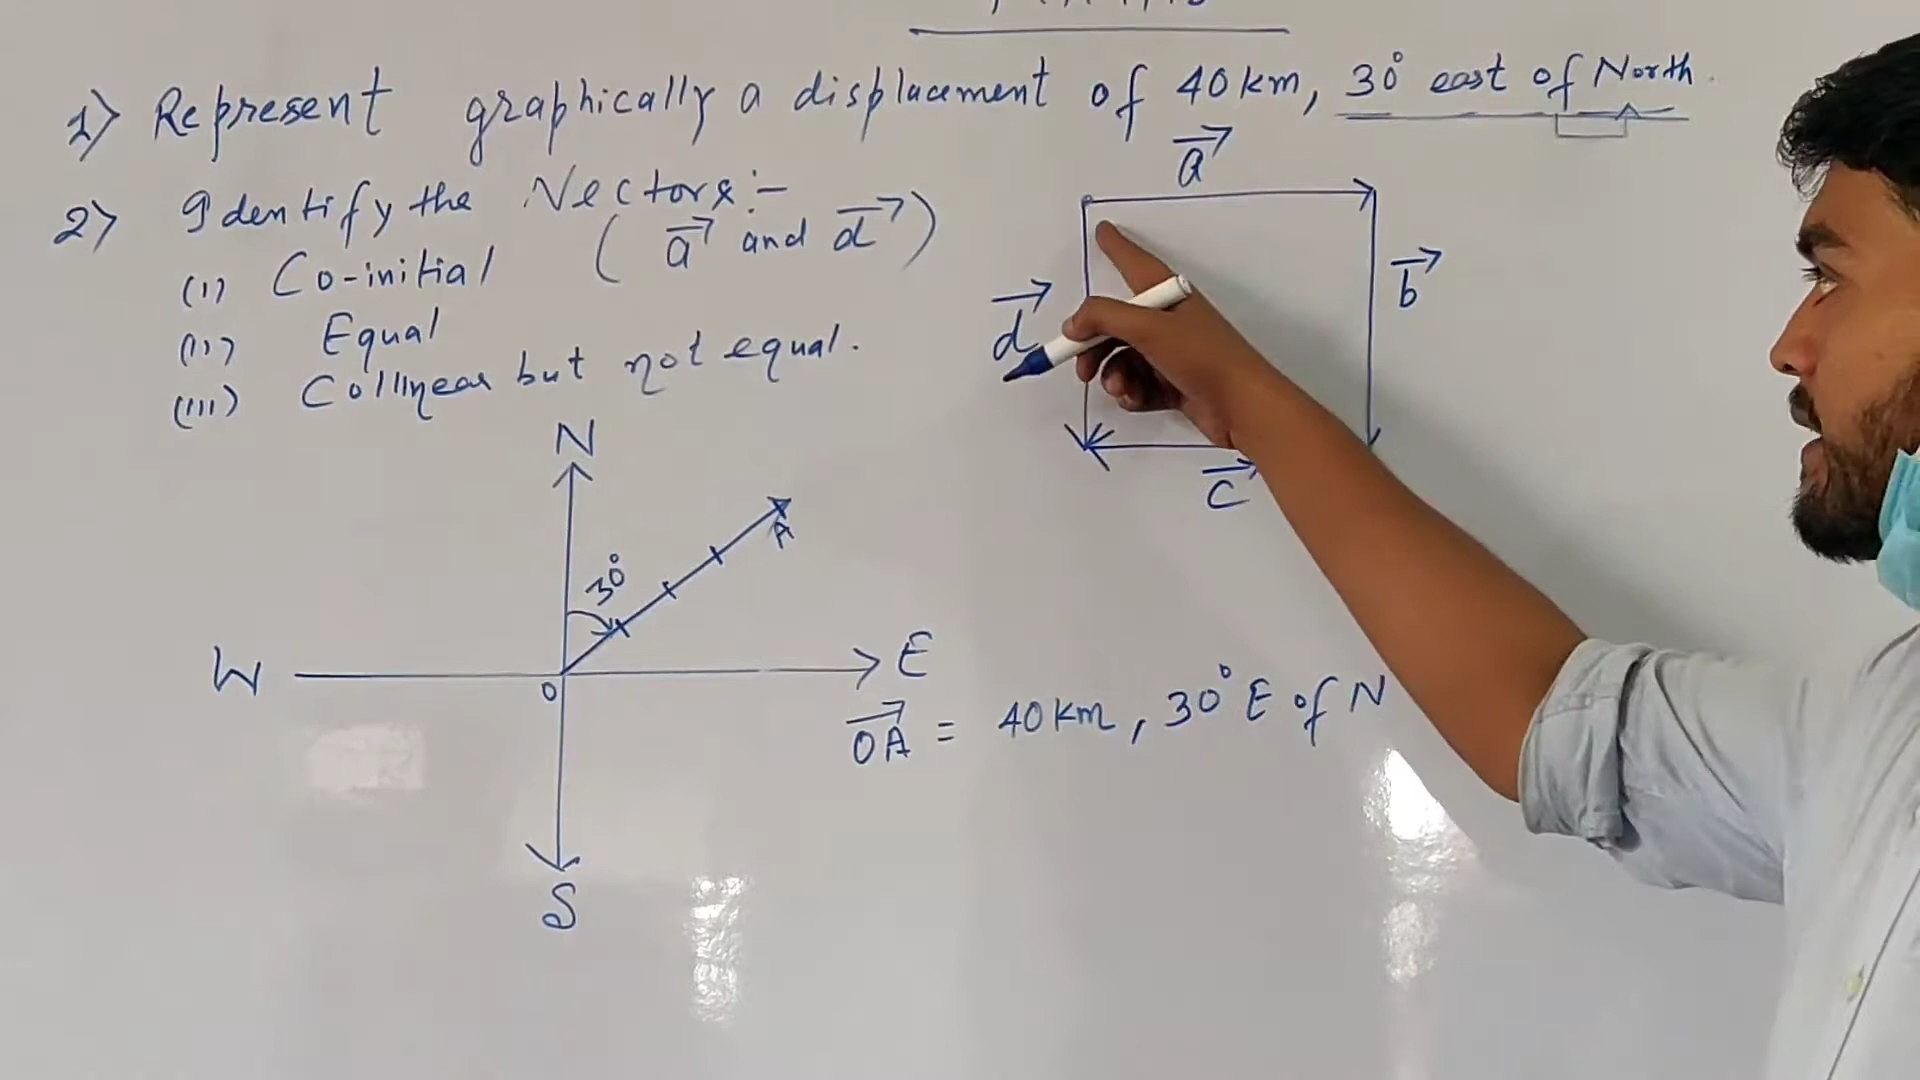 1) Represent graphically a displacement of 40 km, 30° east of North.
2) Identify the Vectors:-
(i) Co-initial ( a⃗ and d⃗ )
(ii) Equal
(iii) Collinear but not equal.
a⃗
b⃗
d⃗
c⃗
N
A
30°
W
E
O
OA⃗ = 40 km, 30° E of N
S